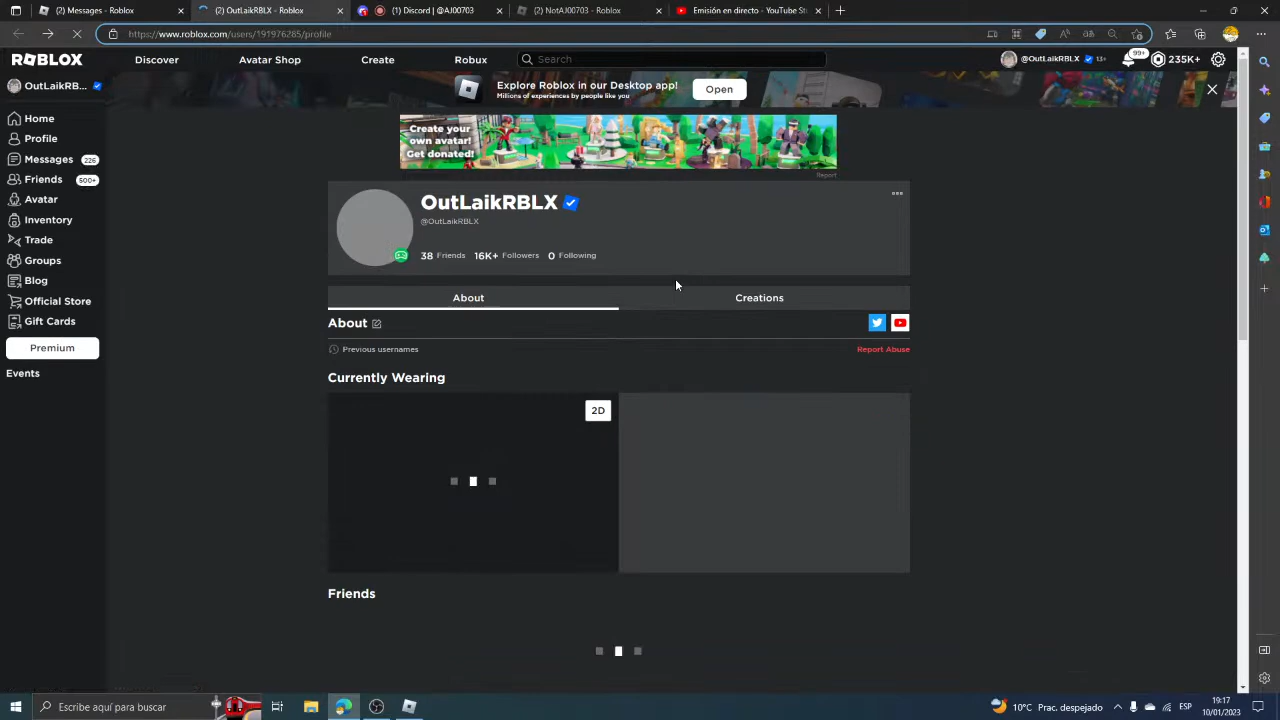 (2) Messages - Roblox
(2) OutLaikRBLX - Roblox
(1) Discord | @AJ00703
(2) NotAJ00703 - Roblox
Emisión en directo - YouTube St
https://www.roblox.com/users/191976285/profile
ROBLOX
Discover
Avatar Shop
Create
Robux
Search
@OutLaikRBLX
13+
99+
235K+
OutLaikRB...
Explore Roblox in our Desktop app!
Millions of experiences by people like you
Open
Home
Profile
Messages
226
Friends
500+
Avatar
Inventory
Trade
Groups
Blog
Official Store
Gift Cards
Premium
Events
Create your
own avatar!
Get donated!
Report
OutLaikRBLX
@OutLaikRBLX
38 Friends 16K+ Followers 0 Following
About
Creations
About
Previous usernames
Report Abuse
Currently Wearing
2D
Friends
Escribe aquí para buscar
10°C Prac. despejado
ESP
19:17
10/01/2023